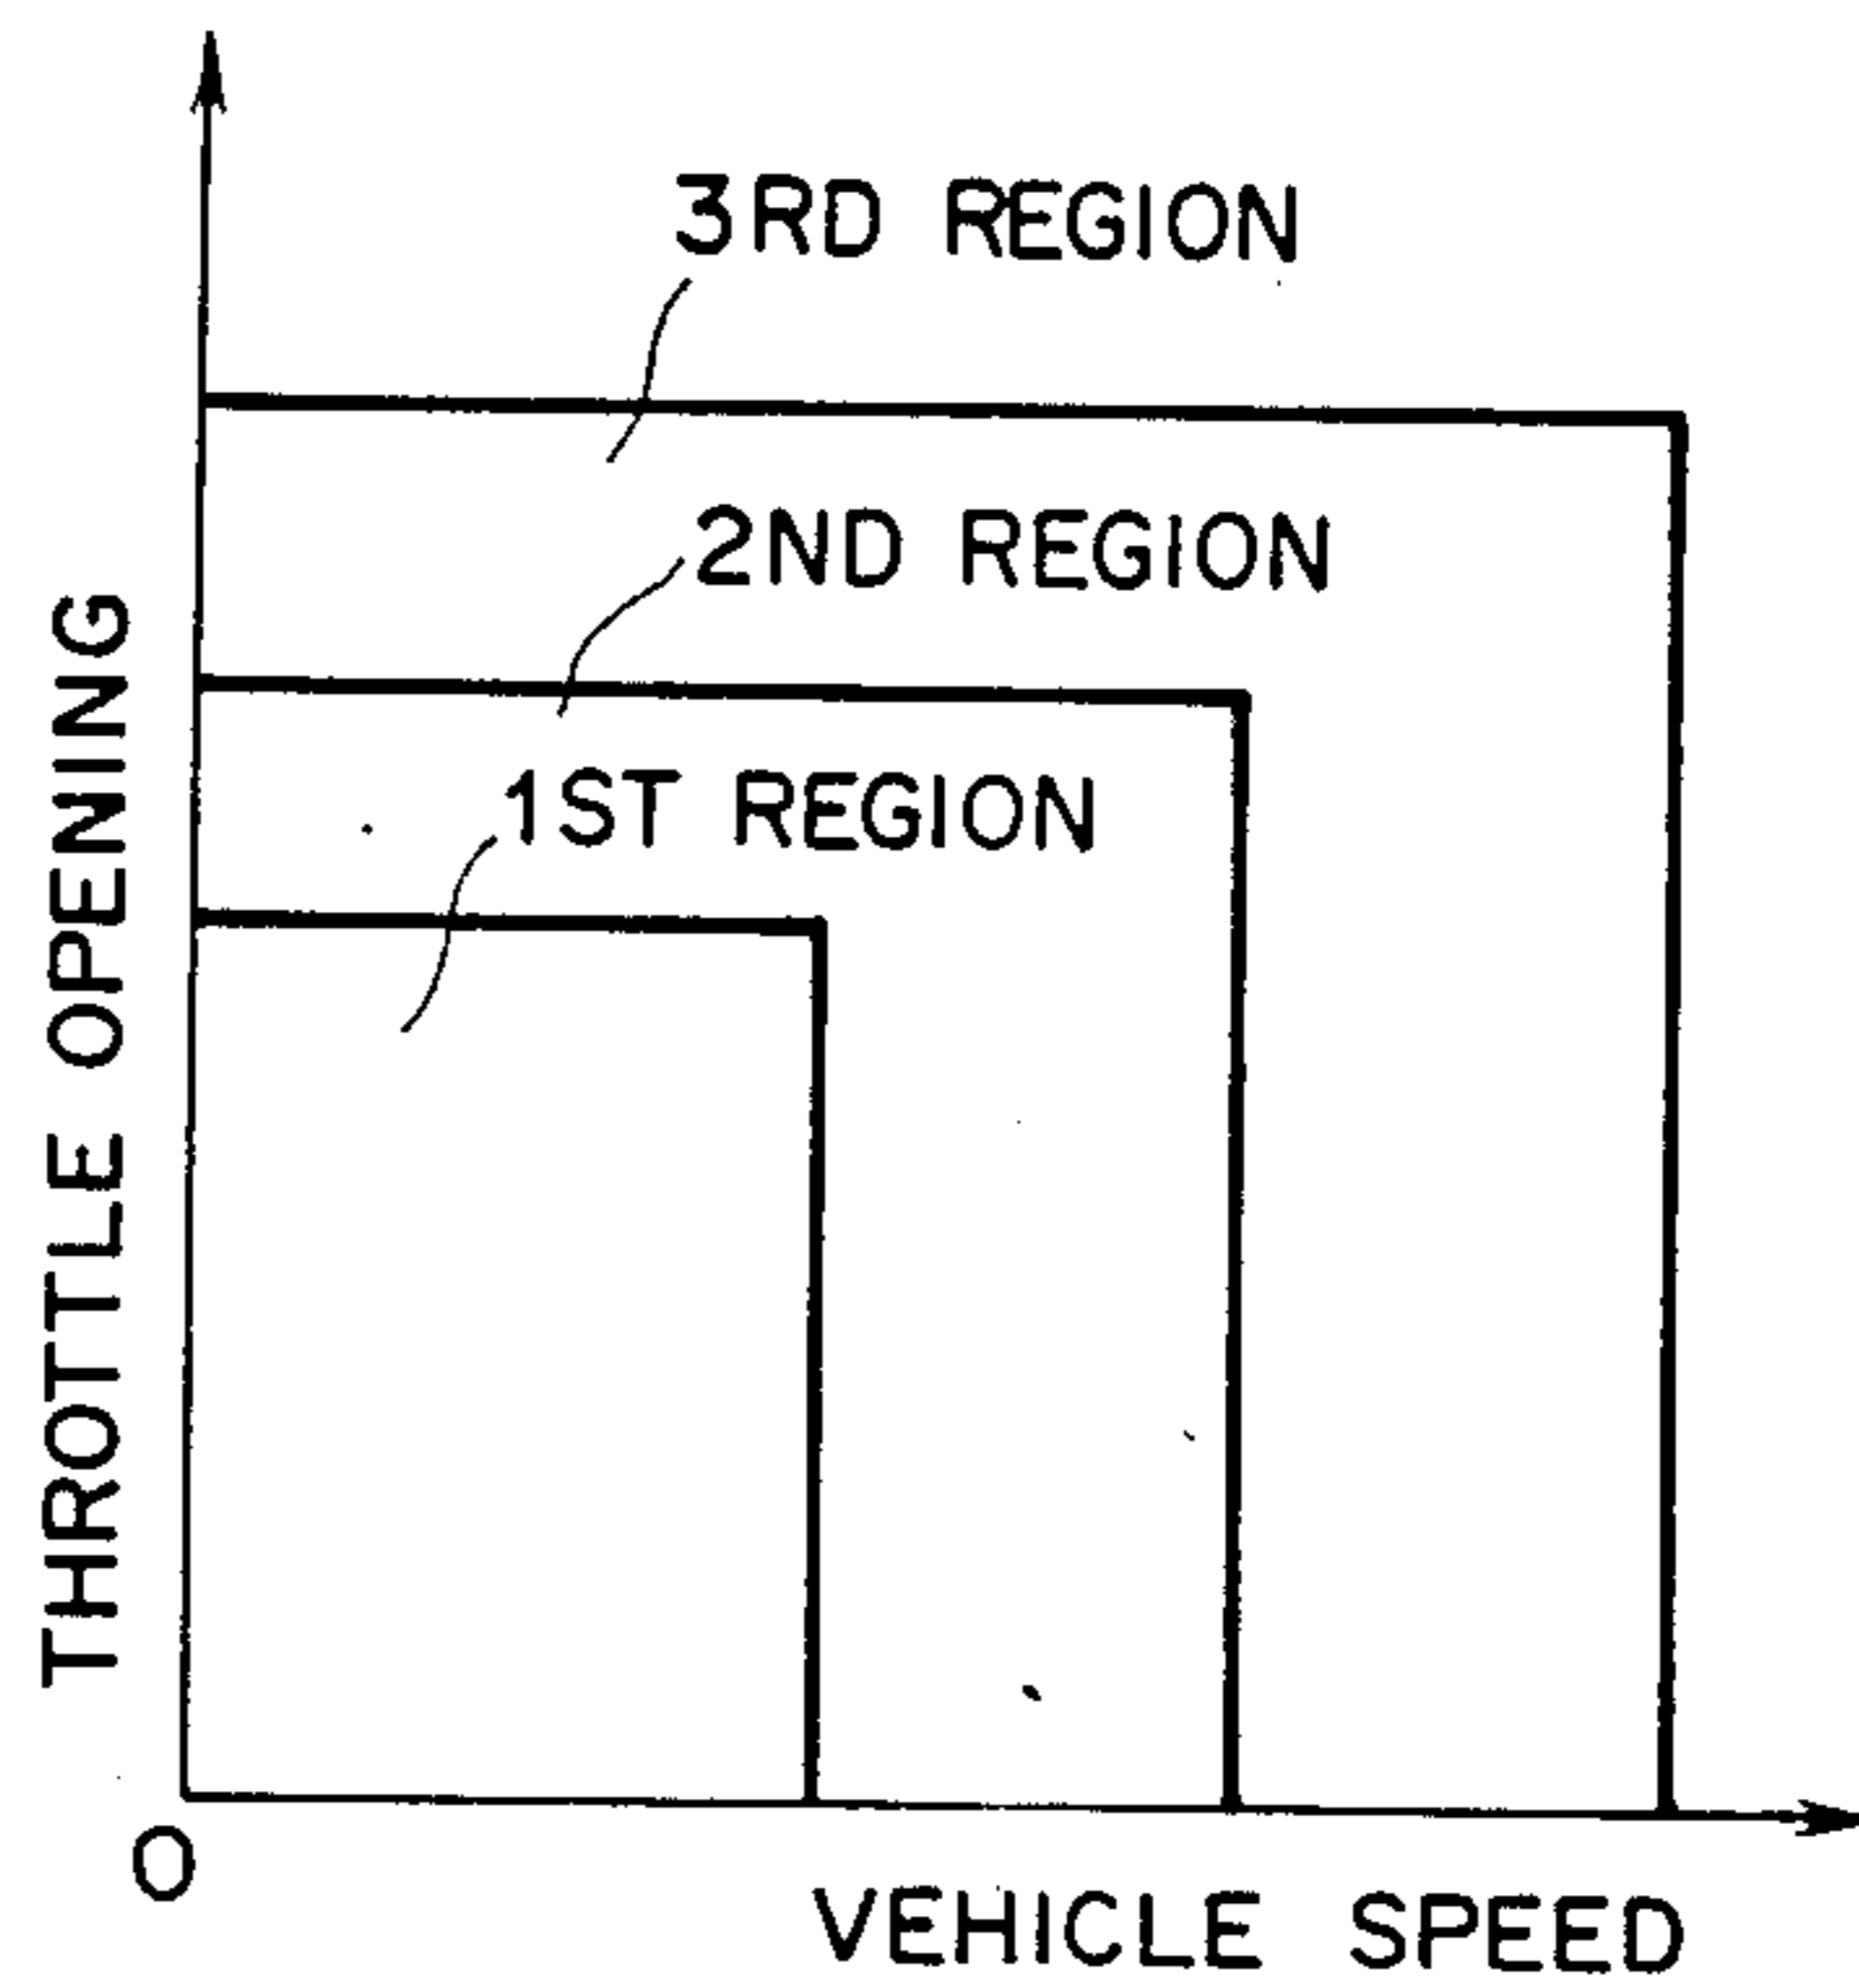 3RD REGION
2ND REGION
1ST REGION
THROTTLE OPENING
O
VEHICLE SPEED